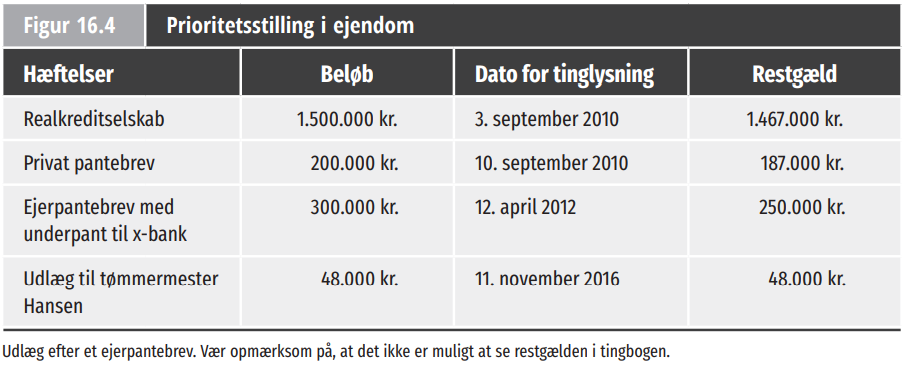 Figur 16.4 Prioritetsstilling i ejendom
Hæftelser Beløb Dato for tinglysning Restgæld
Realkreditselskab 1.500.000 kr. 3. september 2010 1.467.000 kr.
Privat pantebrev 200.000 kr. 10. september 2010 187.000 kr.
Ejerpantebrev med 300.000 kr. 12. april 2012 250.000 kr.
underpant til x-bank
Udlæg til tømmermester 48.000 kr. 11. november 2016 48.000 kr.
Hansen
Udlæg efter et ejerpantebrev. Vær opmærksom på, at det ikke er muligt at se restgælden i tingbogen.